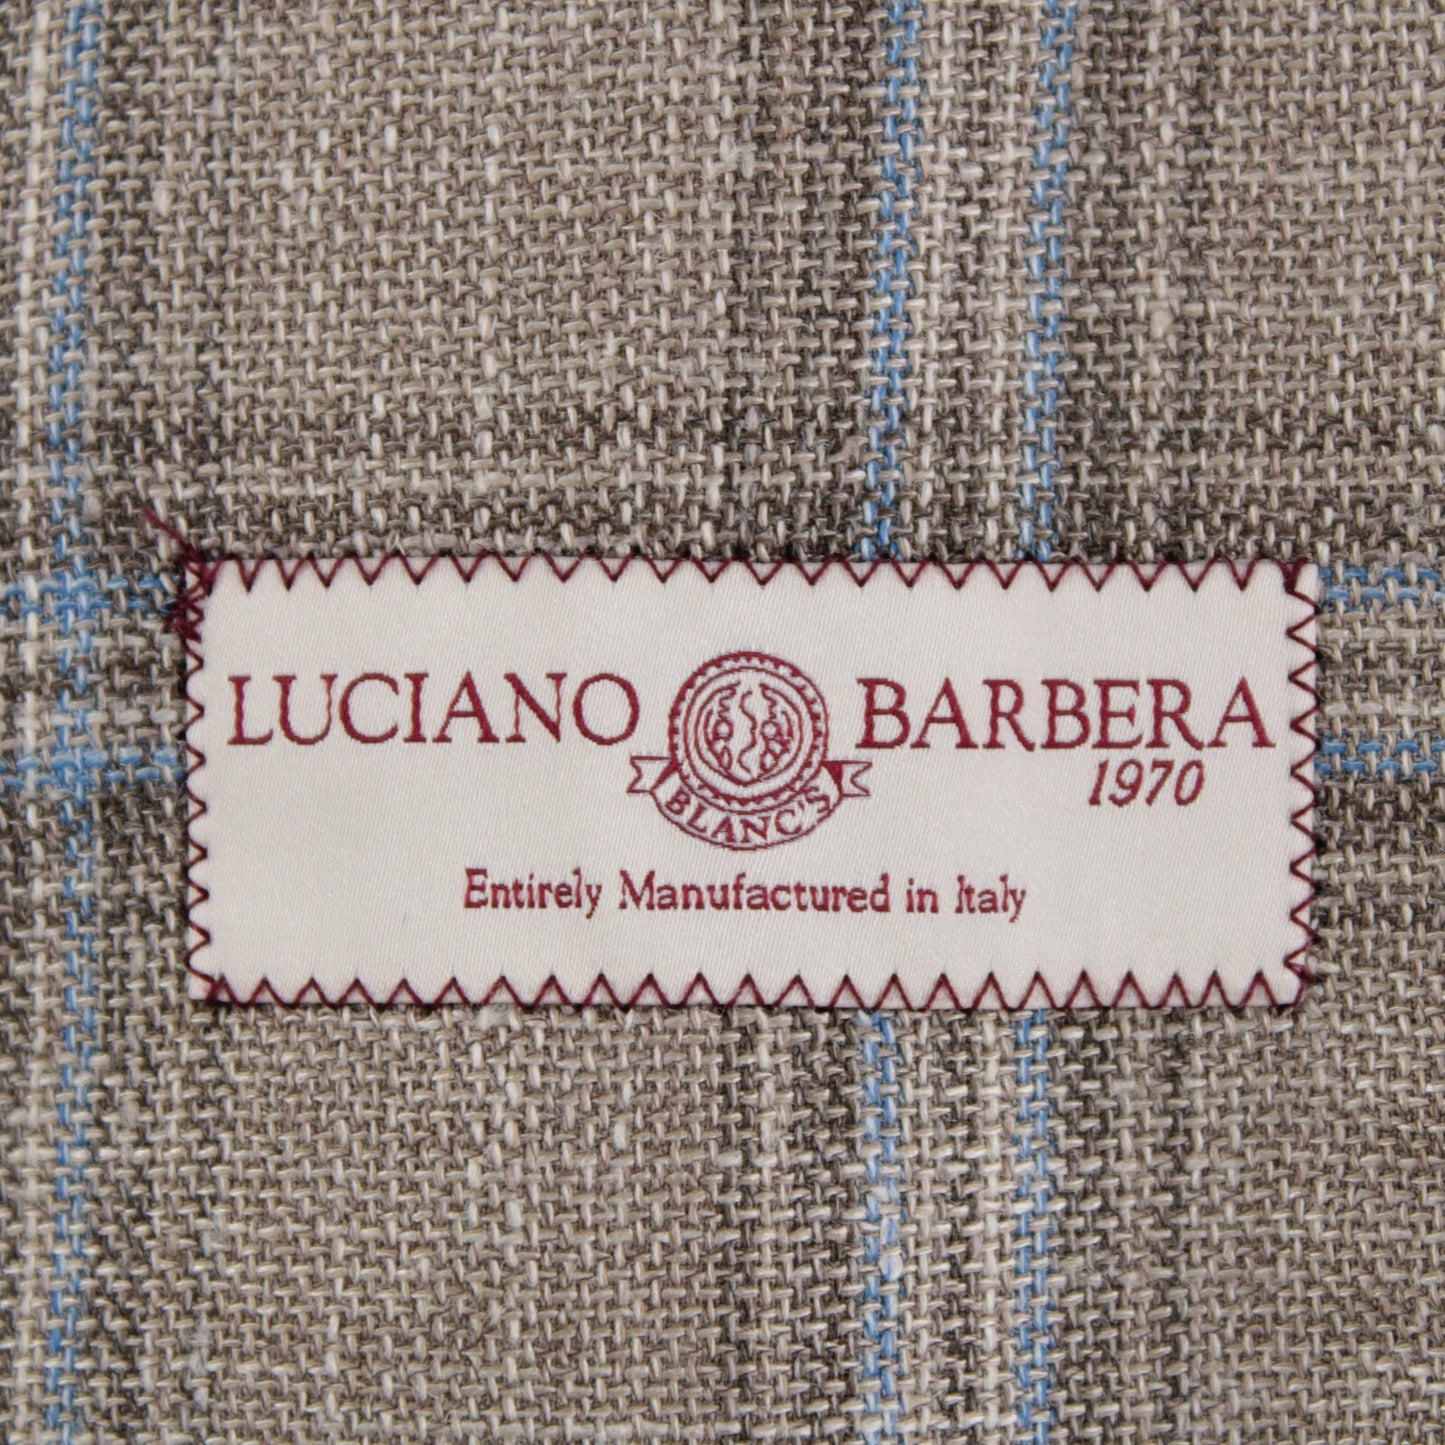 LUCIANO BARBERA
1970
BLANC'S
Entirely Manufactured in Italy